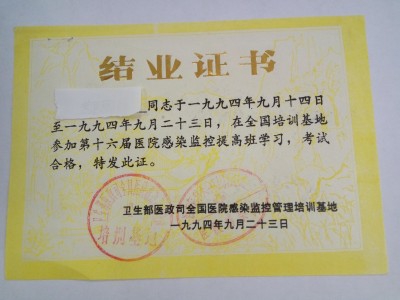 结业证书
同志于一九九四年九月十四日
至一九九四年九月二十三日，在全国培训基地
参加第十六届医院感染监控提高班学习，考试
合格，特发此证。
卫生部医政司全国医院感染监控管理培训基地
一九九四年九月二十三日
培训基地